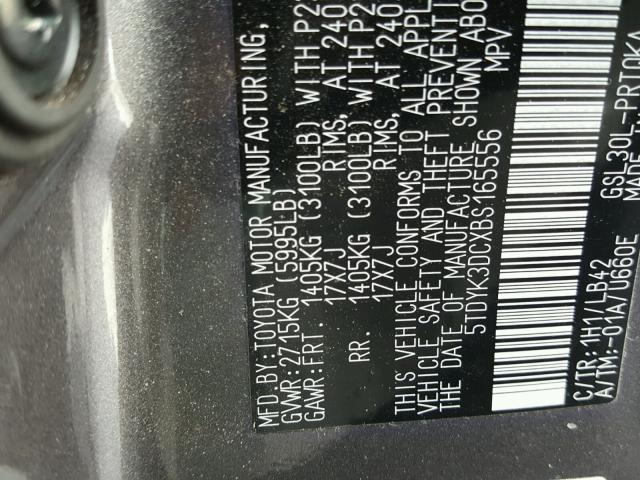 MFD. BY: TOYOTA MOTOR MANUFACTURING,
GVWR: 2715KG (5995LB)
GAWR: FRT. 1405KG (3100LB) WITH P2
17X7J RIMS, AT 240
RR. 1405KG (3100LB) WITH P2
17X7J RIMS, AT 240
THIS VEHICLE CONFORMS TO ALL APPL
VEHICLE SAFETY AND THEFT PREVENTI
THE DATE OF MANUFACTURE SHOWN ABO
5TDYK3DCXBS165556 MPV
C/TR: 1H1/LB42 GSL30L-PRTCKA
A/TM: -01A/U660E MADE